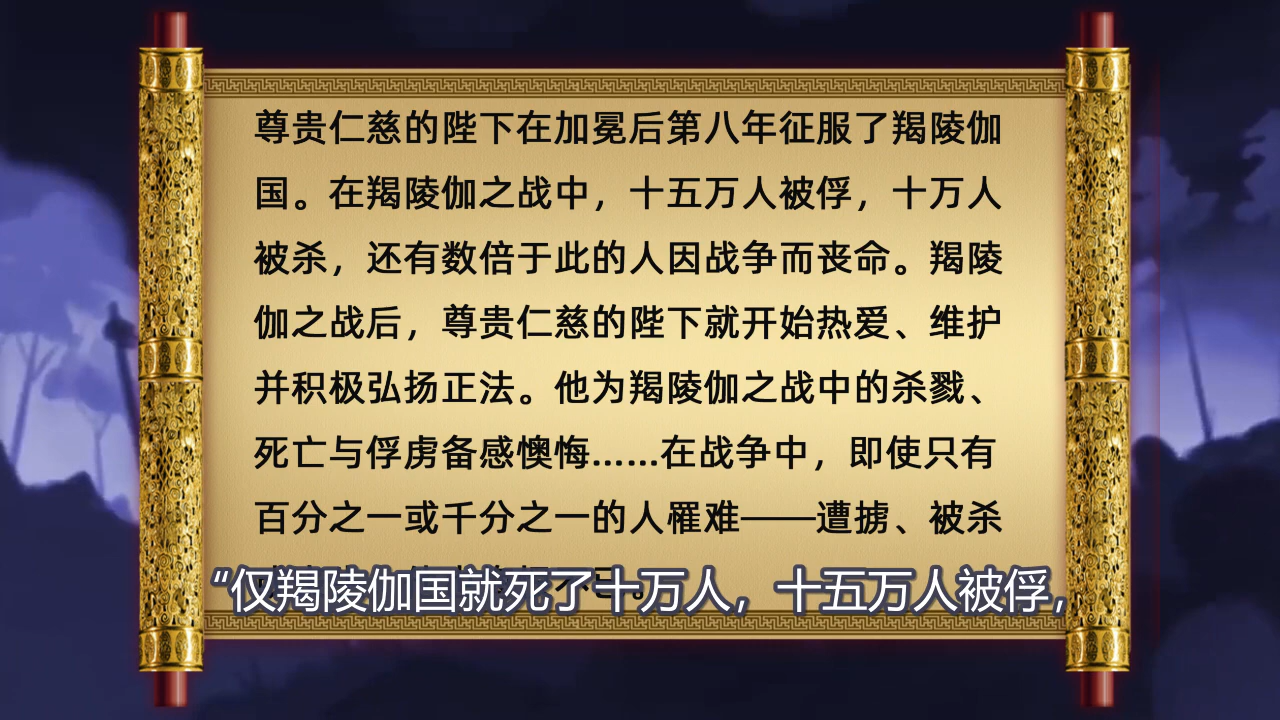 尊贵仁慈的陛下在加冕后第八年征服了羯陵伽
国。在羯陵伽之战中，十五万人被俘，十万人
被杀，还有数倍于此的人因战争而丧命。羯陵
伽之战后，尊贵仁慈的陛下就开始热爱、维护
并积极弘扬正法。他为羯陵伽之战中的杀戮、
死亡与俘虏备感懊悔……在战争中，即使只有
百分之一或千分之一的人罹难——遭掳、被杀
“仅羯陵伽国就死了十万人，十五万人被俘，